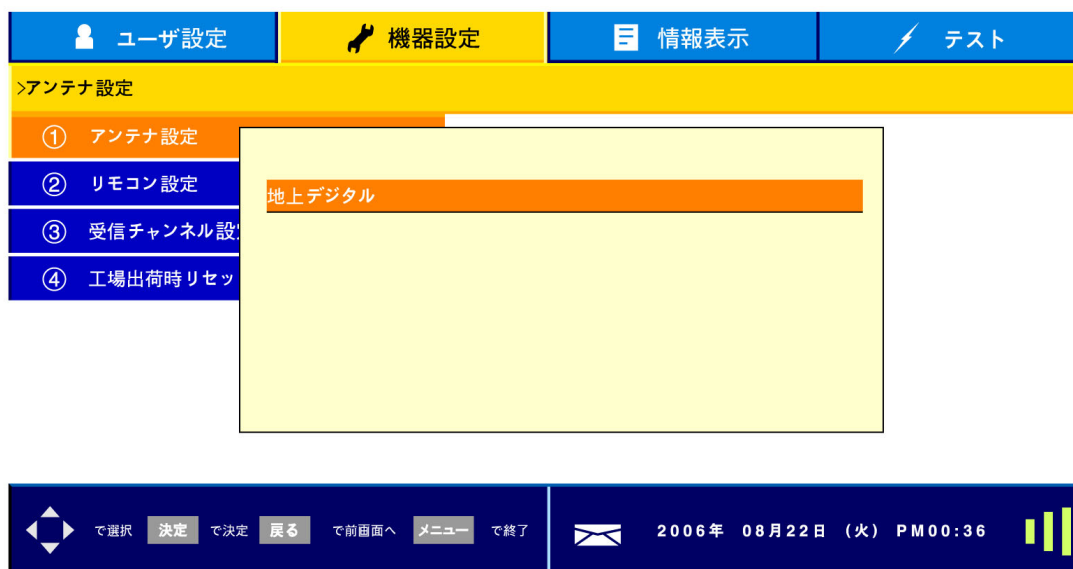 ユーザ設定 機器設定 情報表示 テスト
>アンテナ設定
① アンテナ設定
② リモコン設定
地上デジタル
③ 受信チャンネル設
④ 工場出荷時リセッ
で選択 決定 で決定 戻る で前画面へ メニュー で終了 2006年 08月22日 (火) PM00:36